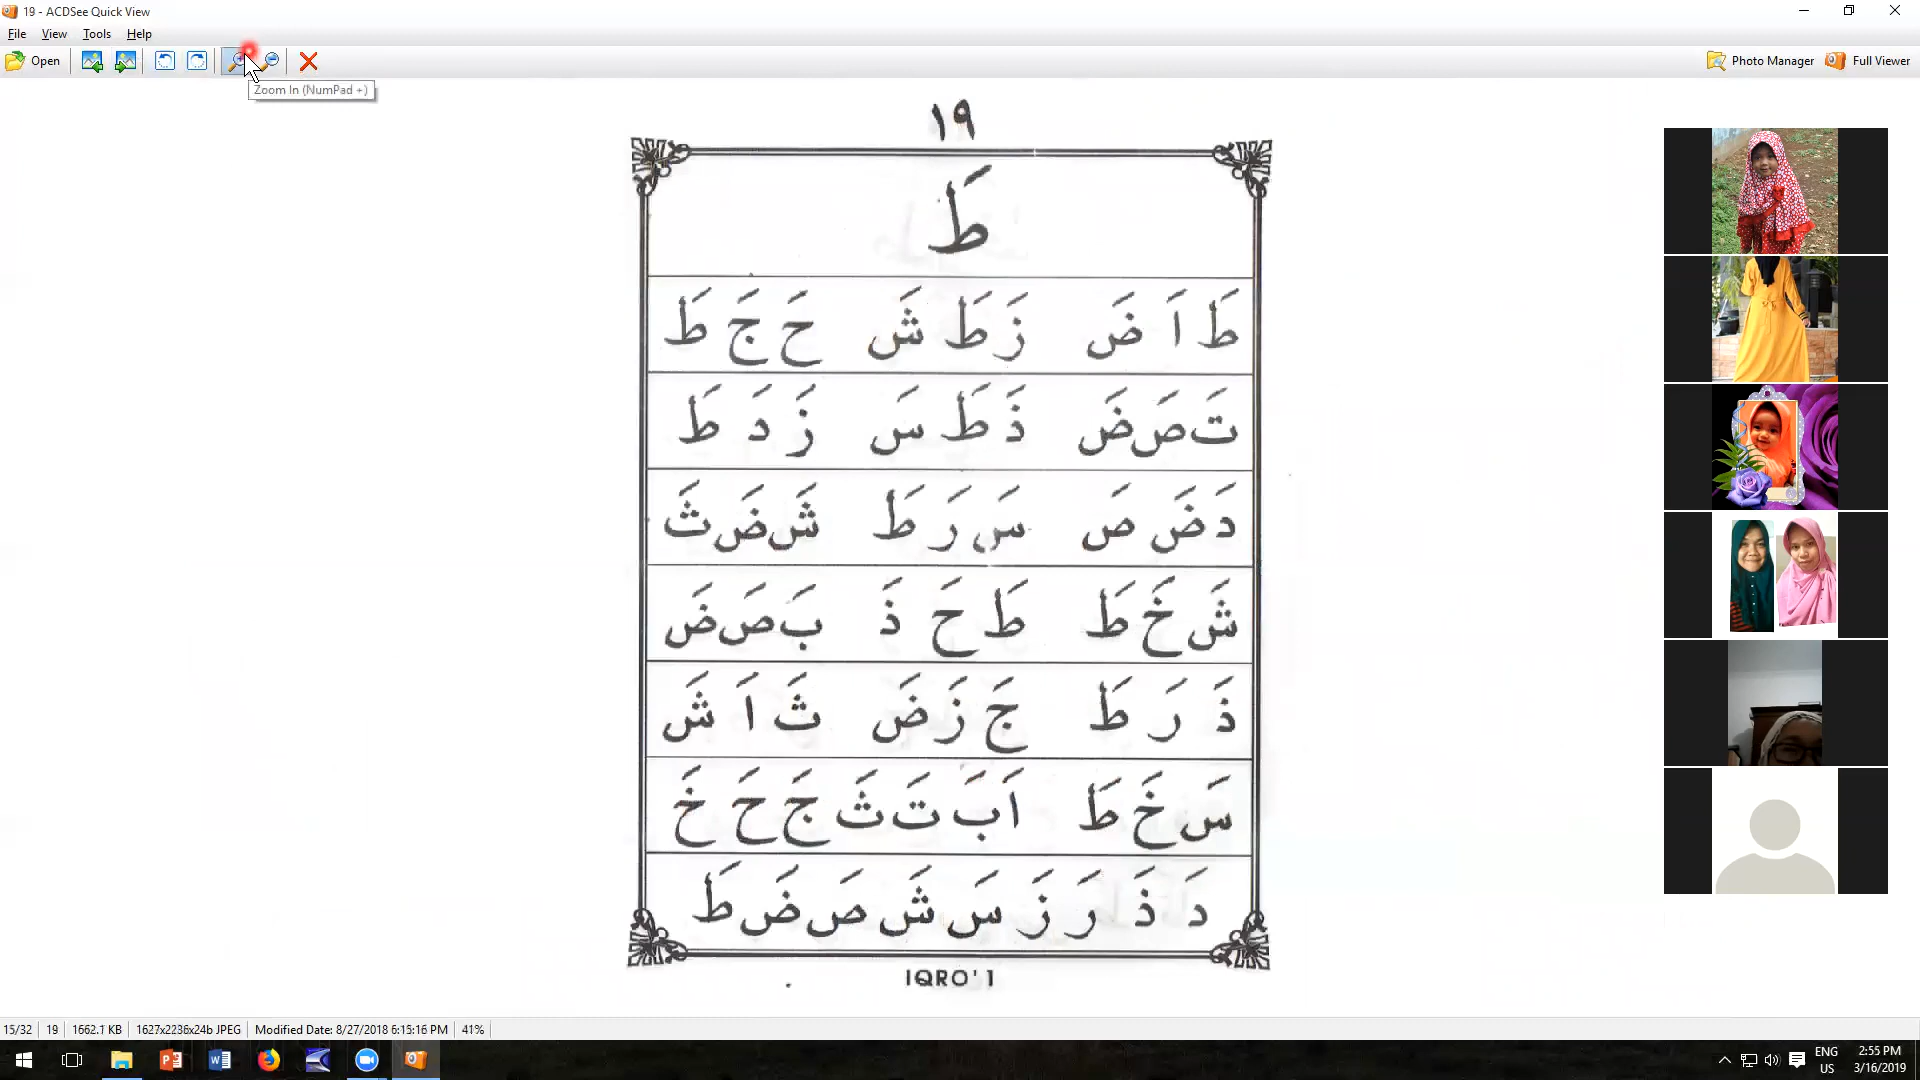 19 - ACDSee Quick View
File View Tools Help
Open Photo Manager Full Viewer
Zoom In (NumPad +)
١٩
طَ
طَ اَ ضَ زَ طَ شَ حَ جَ طَ
تَ صَ ضَ ذَ طَ سَ زَ دَ طَ
دَ ضَ صَ سَ رَ طَ شَ ضَ ثَ
شَ خَ طَ طَ حَ ذَ بَ صَ ضَ
ذَ رَ طَ جَ زَ ضَ ثَ اَ شَ
سَ خَ طَ اَ بَ تَ ثَ جَ حَ خَ
دَ ذَ رَ زَ سَ شَ صَ ضَ طَ
IQRO' 1
15/32 19 1662.1 KB 1627x2236x24b JPEG Modified Date: 8/27/2018 6:15:16 PM 41%
ENG 2:55 PM
US 3/16/2019